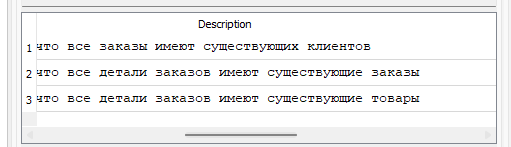 Description
1 что все заказы имеют существующих клиентов
2 что все детали заказов имеют существующие заказы
3 что все детали заказов имеют существующие товары